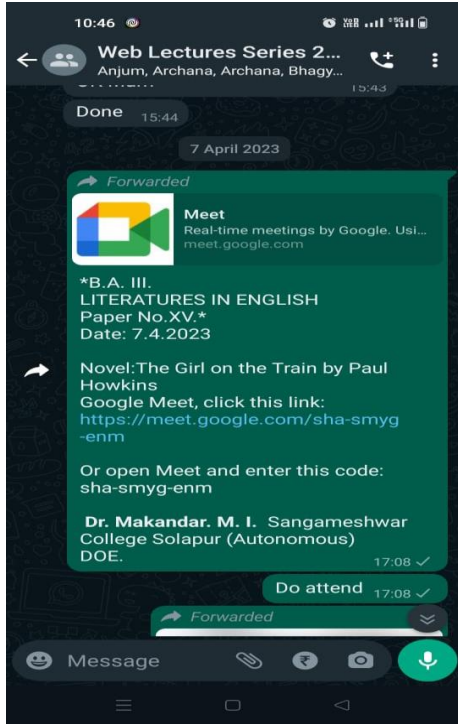 10:46
Web Lectures Series 2...
Anjum, Archana, Archana, Bhagy...
15:43
Done 15:44
7 April 2023
Forwarded
Meet
Real-time meetings by Google. Usi...
meet.google.com
*B.A. III.
LITERATURES IN ENGLISH
Paper No.XV.*
Date: 7.4.2023
Novel:The Girl on the Train by Paul
Howkins
Google Meet, click this link:
https://meet.google.com/sha-smyg
-enm
Or open Meet and enter this code:
sha-smyg-enm
Dr. Makandar. M. I. Sangameshwar
College Solapur (Autonomous)
DOE.
17:08
Do attend 17:08
Forwarded
Message